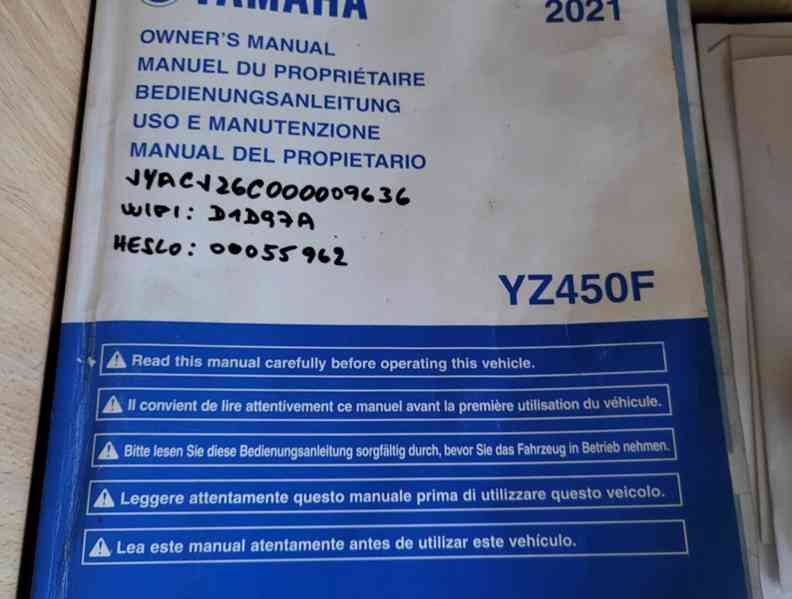 YAMAHA
2021
OWNER'S MANUAL
MANUEL DU PROPRIÉTAIRE
BEDIENUNGSANLEITUNG
USO E MANUTENZIONE
MANUAL DEL PROPIETARIO
JYACJ26C000009636
WIFI: D1D97A
HESLO: 00055962
YZ450F
Read this manual carefully before operating this vehicle.
Il convient de lire attentivement ce manuel avant la première utilisation du véhicule.
Bitte lesen Sie diese Bedienungsanleitung sorgfältig durch, bevor Sie das Fahrzeug in Betrieb nehmen.
Leggere attentamente questo manuale prima di utilizzare questo veicolo.
Lea este manual atentamente antes de utilizar este vehículo.